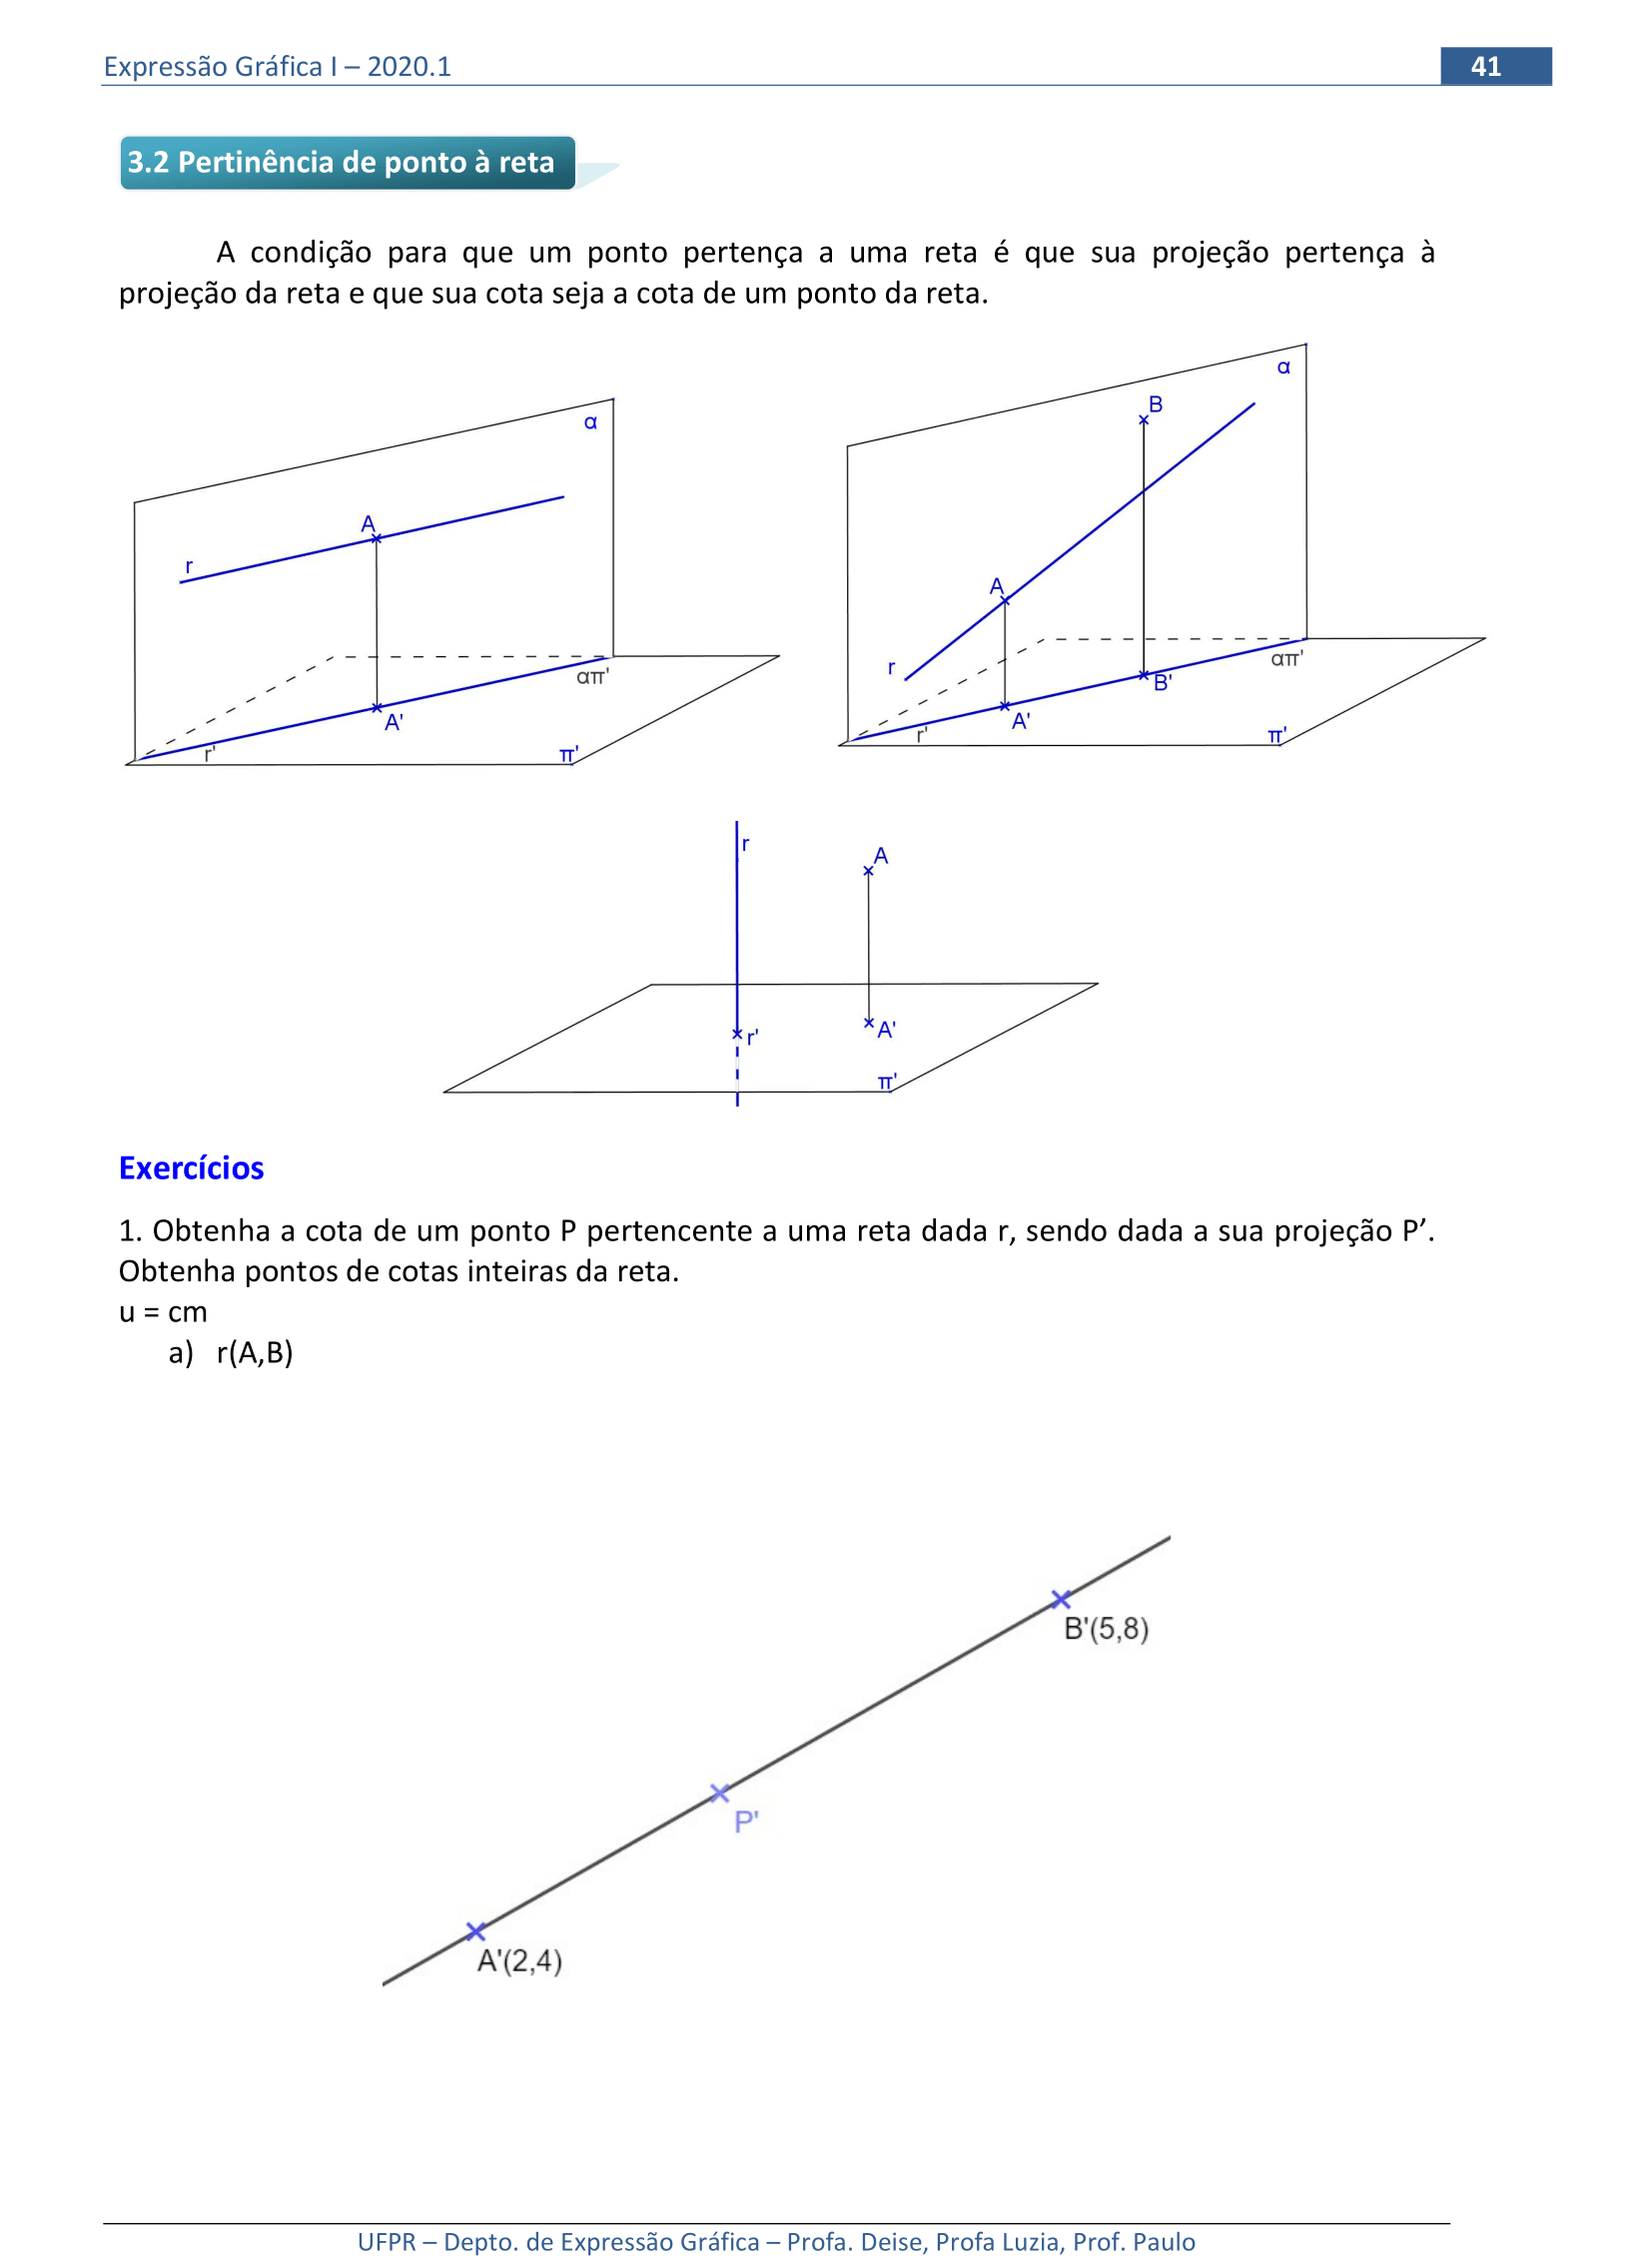 Expressão Gráfica I – 2020.1
41
3.2 Pertinência de ponto à reta
A condição para que um ponto pertença a uma reta é que sua projeção pertença à
projeção da reta e que sua cota seja a cota de um ponto da reta.
α
A
r
απ'
A'
r'
π'
α
B
A
r
απ'
B'
A'
r'
π'
r
A
r'
A'
π'
Exercícios
1. Obtenha a cota de um ponto P pertencente a uma reta dada r, sendo dada a sua projeção P’.
Obtenha pontos de cotas inteiras da reta.
u = cm
a) r(A,B)
B'(5,8)
P'
A'(2,4)
UFPR – Depto. de Expressão Gráfica – Profa. Deise, Profa Luzia, Prof. Paulo